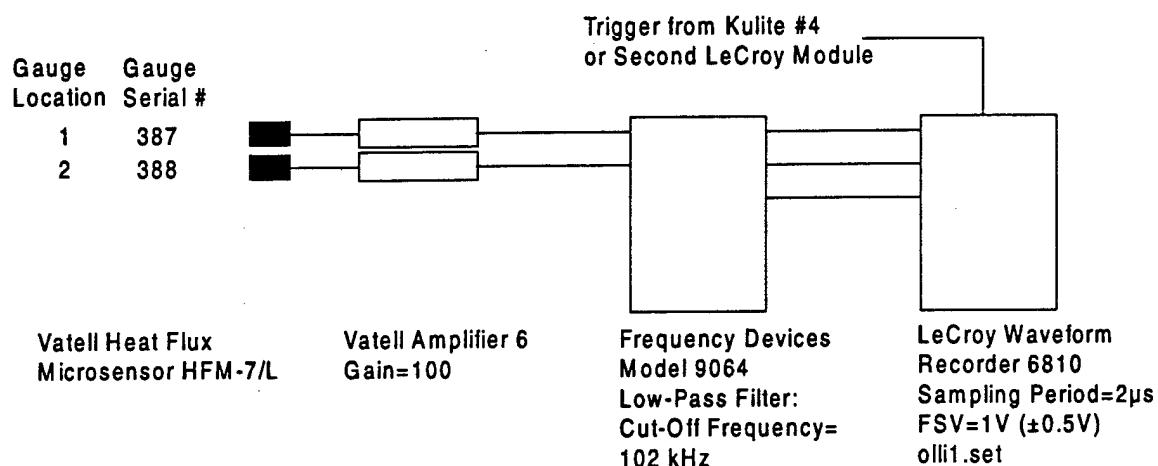 Trigger from Kulite #4
or Second LeCroy Module
Gauge Gauge
Location Serial #
1 387
2 388
Vatell Heat Flux
Microsensor HFM-7/L
Vatell Amplifier 6
Gain=100
Frequency Devices
Model 9064
Low-Pass Filter:
Cut-Off Frequency=
102 kHz
LeCroy Waveform
Recorder 6810
Sampling Period=2µs
FSV=1V (±0.5V)
olli1.set